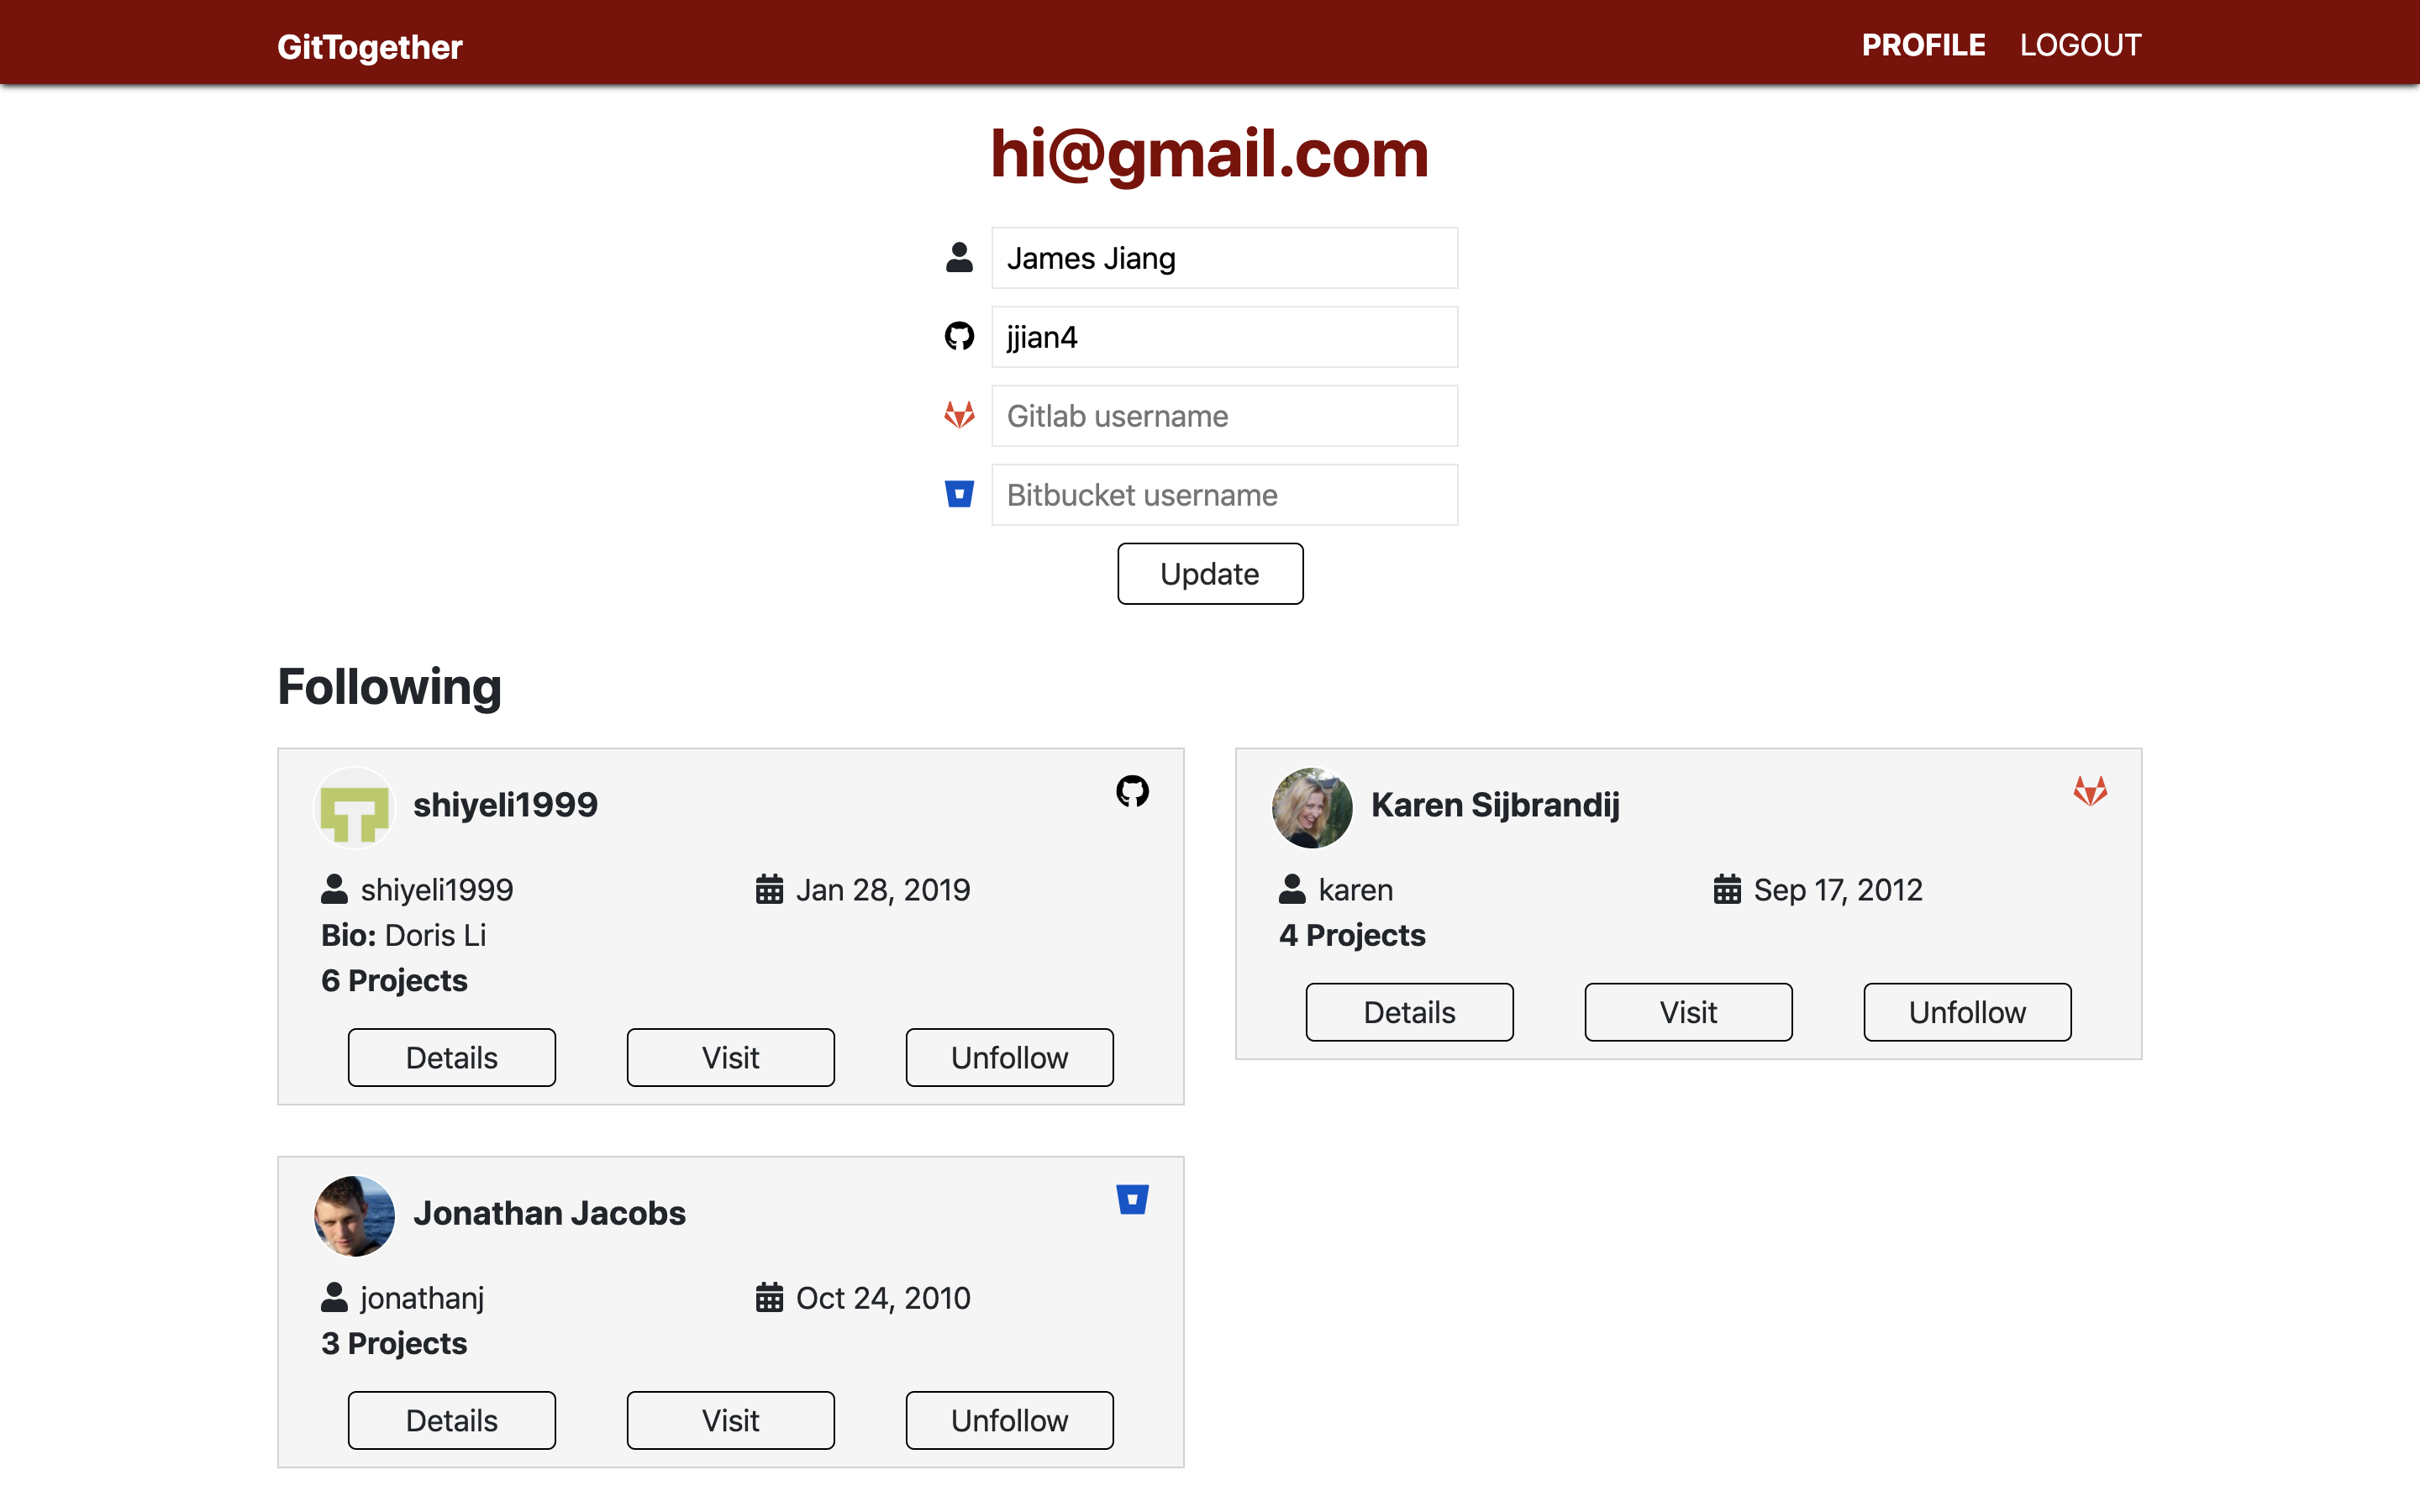 GitTogether
PROFILE LOGOUT
hi@gmail.com
James Jiang
jjian4
Gitlab username
Bitbucket username
Update
Following
shiyeli1999
shiyeli1999 Jan 28, 2019
Bio: Doris Li
6 Projects
Details Visit Unfollow
Karen Sijbrandij
karen Sep 17, 2012
4 Projects
Details Visit Unfollow
Jonathan Jacobs
jonathanj Oct 24, 2010
3 Projects
Details Visit Unfollow